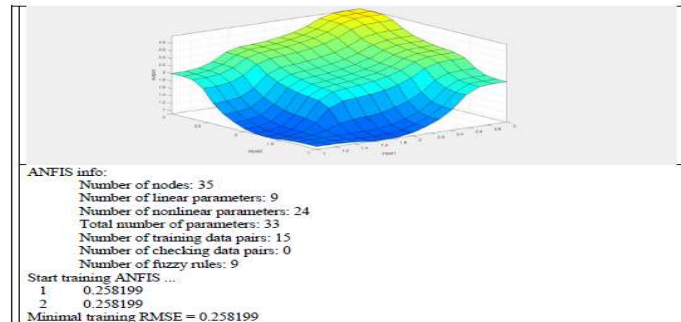 ANFIS info:
Number of nodes: 35
Number of linear parameters: 9
Number of nonlinear parameters: 24
Total number of parameters: 33
Number of training data pairs: 15
Number of checking data pairs: 0
Number of fuzzy rules: 9
Start training ANFIS ...
1 0.258199
2 0.258199
Minimal training RMSE = 0.258199